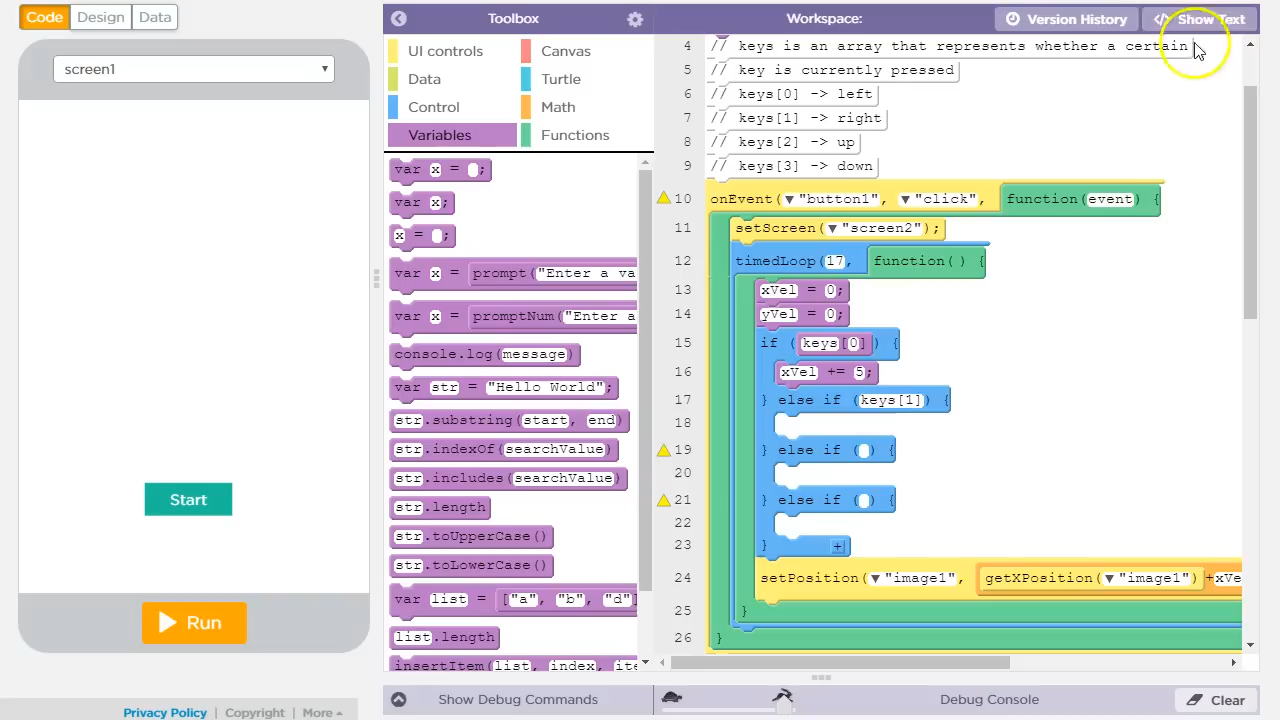 Code Design Data
screen1
Start
Run
Privacy Policy | Copyright | More
Toolbox
UI controls
Canvas
Data
Turtle
Control
Math
Variables
Functions
var x = ;
var x;
x = ;
var x = prompt("Enter a va
var x = promptNum("Enter a
console.log(message)
var str = "Hello World";
str.substring(start, end)
str.indexOf(searchValue)
str.includes(searchValue)
str.length
str.toUpperCase()
str.toLowerCase()
var list = ["a", "b", "d"]
list.length
insertItem(list, index, ite
Show Debug Commands
Workspace:
Version History
</> Show Text
4 // keys is an array that represents whether a certain
5 // key is currently pressed
6 // keys[0] -> left
7 // keys[1] -> right
8 // keys[2] -> up
9 // keys[3] -> down
10 onEvent(▼"button1", ▼"click", function(event) {
11 setScreen(▼"screen2");
12 timedLoop(17, function() {
13 xVel = 0;
14 yVel = 0;
15 if (keys[0]) {
16 xVel += 5;
17 } else if (keys[1]) {
18
19 } else if ( ) {
20
21 } else if ( ) {
22
23 } +
24 setPosition(▼"image1", getXPosition(▼"image1")+xVe
25 }
26 }
Debug Console
Clear